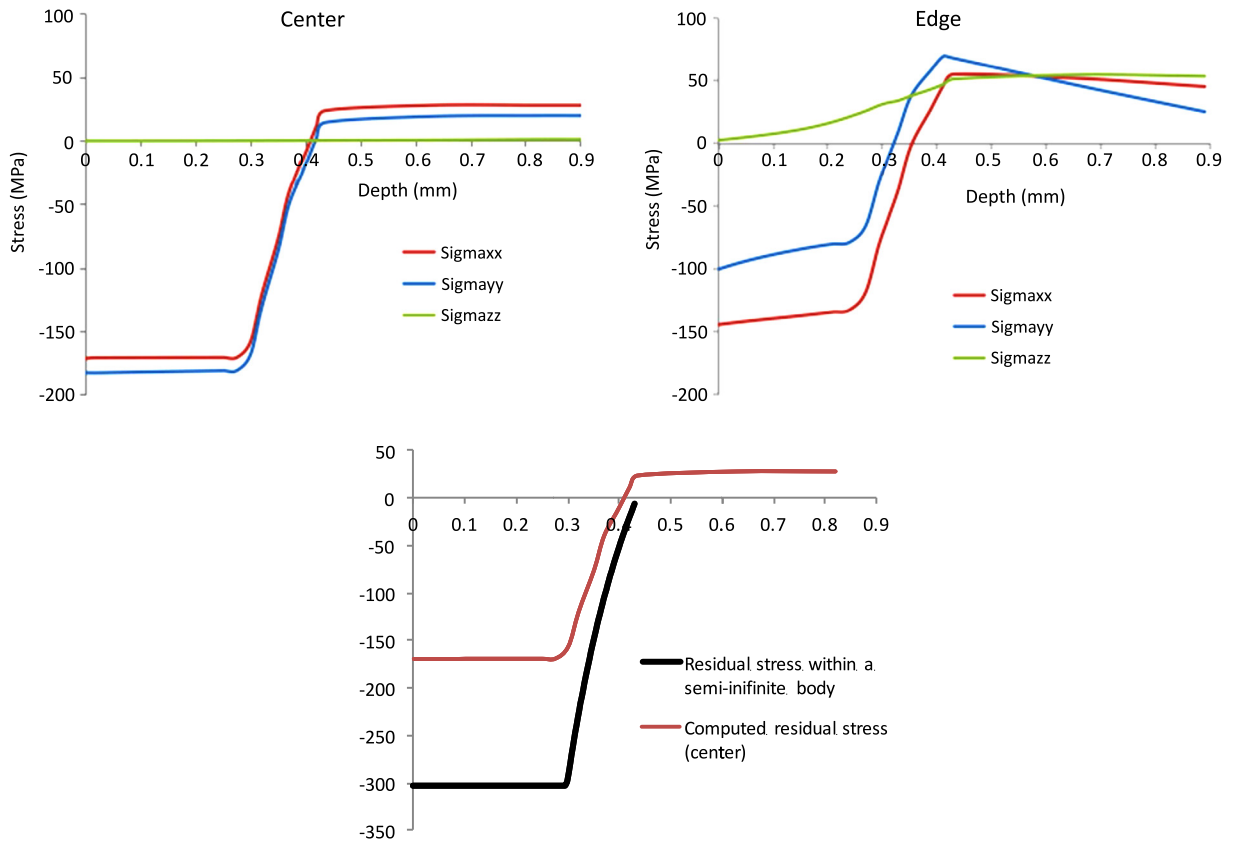 Center
100
50
0
-50
-100
-150
-200
0 0.1 0.2 0.3 0.4 0.5 0.6 0.7 0.8 0.9
Stress (MPa)
Depth (mm)
Sigmaxx
Sigmayy
Sigmazz
Edge
100
50
0
-50
-100
-150
-200
0 0.1 0.2 0.3 0.4 0.5 0.6 0.7 0.8 0.9
Stress (MPa)
Depth (mm)
Sigmaxx
Sigmayy
Sigmazz
50
0
-50
-100
-150
-200
-250
-300
-350
0 0.1 0.2 0.3 0.4 0.5 0.6 0.7 0.8 0.9
Residual stress within a
semi-inifinite body
Computed residual stress
(center)